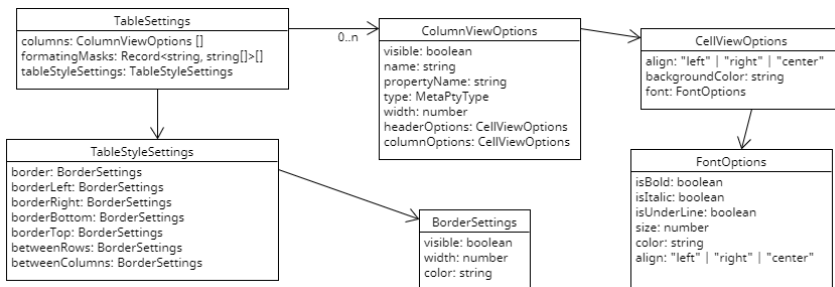 TableSettings
columns: ColumnViewOptions []
formatingMasks: Record<string, string[]>[]
tableStyleSettings: TableStyleSettings
0..n
ColumnViewOptions
visible: boolean
name: string
propertyName: string
type: MetaPtyType
width: number
headerOptions: CellViewOptions
columnOptions: CellViewOptions
CellViewOptions
align: "left" | "right" | "center"
backgroundColor: string
font: FontOptions
TableStyleSettings
border: BorderSettings
borderLeft: BorderSettings
borderRight: BorderSettings
borderBottom: BorderSettings
borderTop: BorderSettings
betweenRows: BorderSettings
betweenColumns: BorderSettings
BorderSettings
visible: boolean
width: number
color: string
FontOptions
isBold: boolean
isItalic: boolean
isUnderLine: boolean
size: number
color: string
align: "left" | "right" | "center"